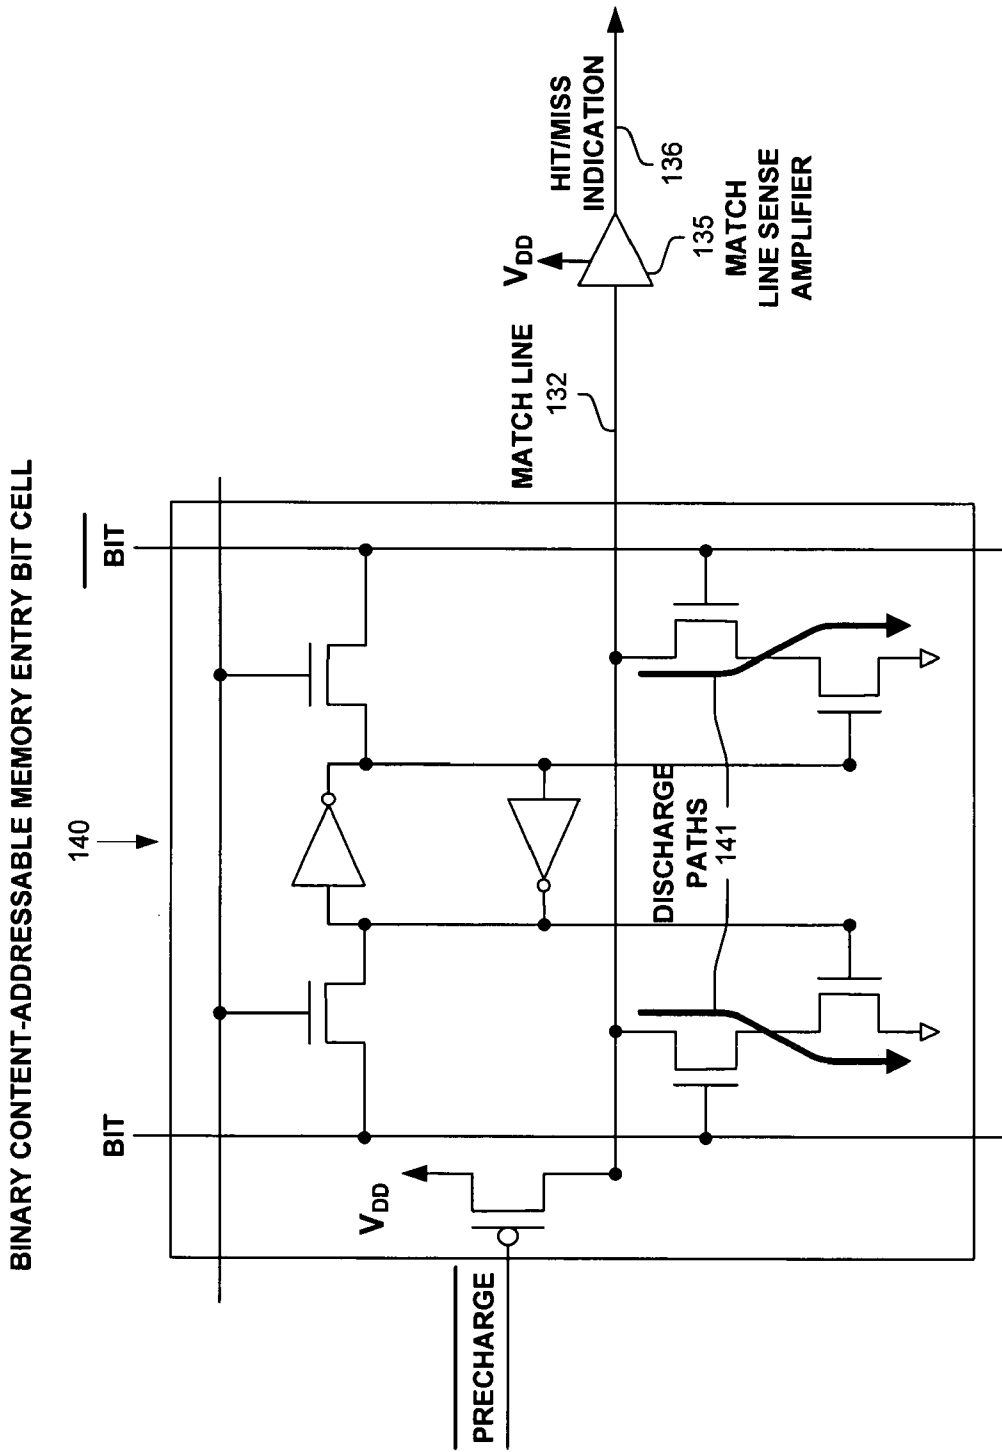 BINARY CONTENT-ADDRESSABLE MEMORY ENTRY BIT CELL
140
BIT
BIT
V_DD
PRECHARGE
DISCHARGE
PATHS
141
MATCH LINE
132
V_DD
HIT/MISS
INDICATION
136
135
MATCH
LINE SENSE
AMPLIFIER